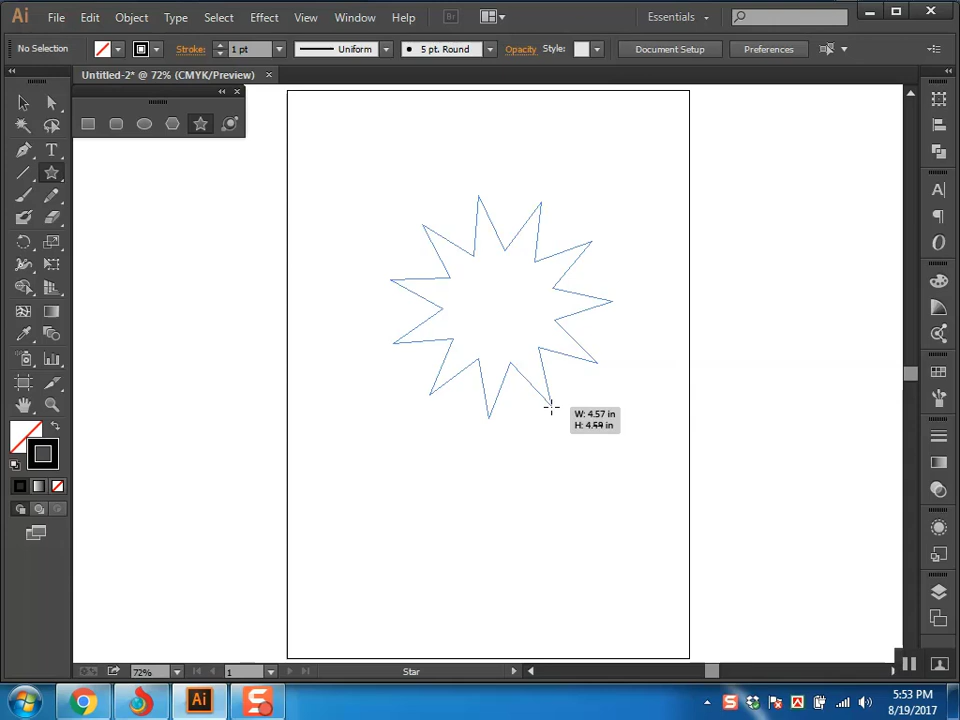 Ai File Edit Object Type Select Effect View Window Help Br Essentials
No Selection Stroke: 1 pt Uniform 5 pt. Round Opacity Style: Document Setup Preferences
Untitled-2* @ 72% (CMYK/Preview)
W: 4.57 in
H: 4.59 in
72% 1 Star
Ai S 5:53 PM
8/19/2017